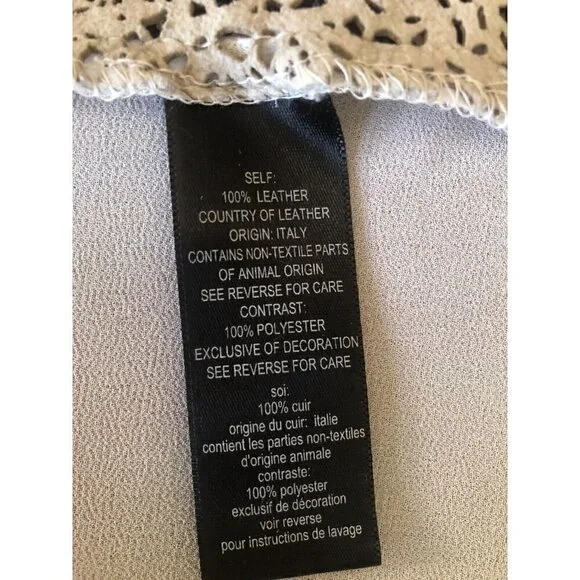 SELF:
100% LEATHER
COUNTRY OF LEATHER
ORIGIN: ITALY
CONTAINS NON-TEXTILE PARTS
OF ANIMAL ORIGIN
SEE REVERSE FOR CARE
CONTRAST:
100% POLYESTER
EXCLUSIVE OF DECORATION
SEE REVERSE FOR CARE
soi:
100% cuir
origine du cuir: italie
contient les parties non-textiles
d'origine animale
contraste:
100% polyester
exclusif de décoration
voir reverse
pour instructions de lavage